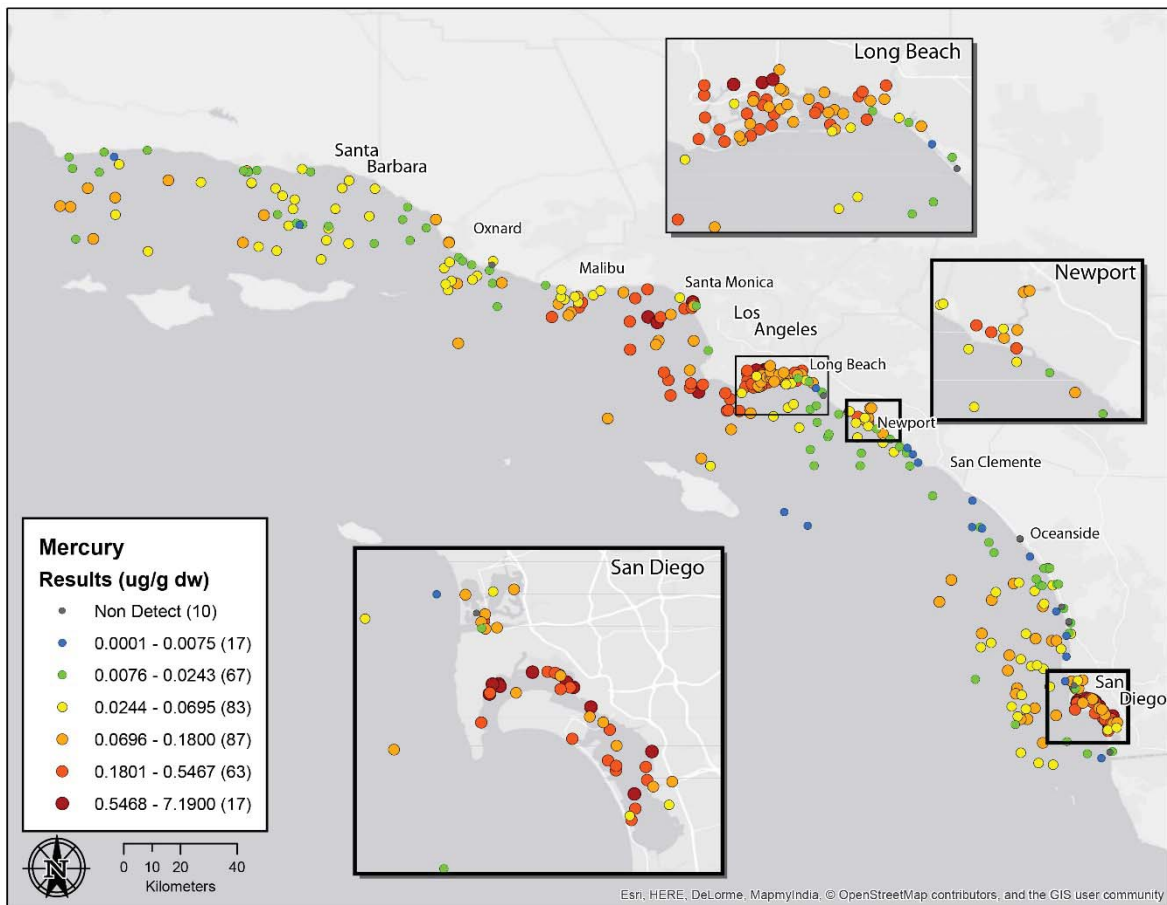 Long Beach
Santa
Barbara
Oxnard
Malibu
Santa Monica
Los
Angeles
Long Beach
Newport
Newport
San Clemente
Oceanside
San Diego
San
Diego
Mercury
Results (ug/g dw)
Non Detect (10)
0.0001 - 0.0075 (17)
0.0076 - 0.0243 (67)
0.0244 - 0.0695 (83)
0.0696 - 0.1800 (87)
0.1801 - 0.5467 (63)
0.5468 - 7.1900 (17)
N
0 10 20 40
Kilometers
Esri, HERE, DeLorme, MapmyIndia, © OpenStreetMap contributors, and the GIS user community